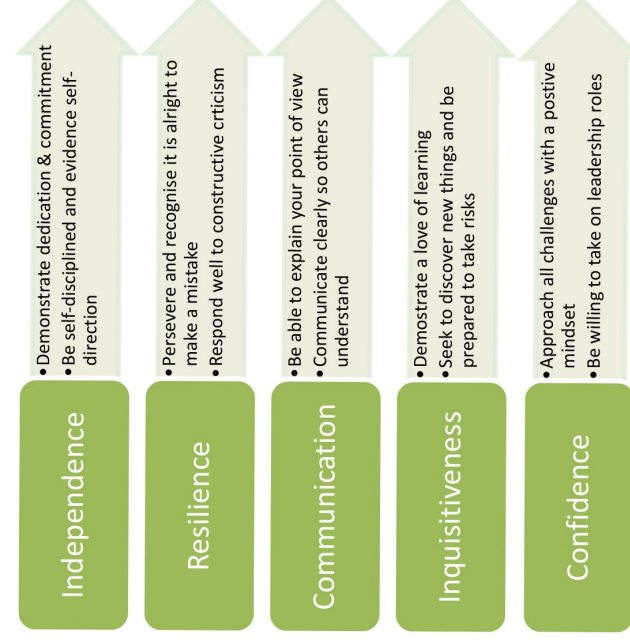 Independence
• Demonstrate dedication & commitment
• Be self-disciplined and evidence self-
direction
Resilience
• Persevere and recognise it is alright to
make a mistake
• Respond well to constructive crticism
Communication
• Be able to explain your point of view
• Communicate clearly so others can
understand
Inquisitiveness
• Demostrate a love of learning
• Seek to discover new things and be
prepared to take risks
Confidence
• Approach all challenges with a postive
mindset
• Be willing to take on leadership roles